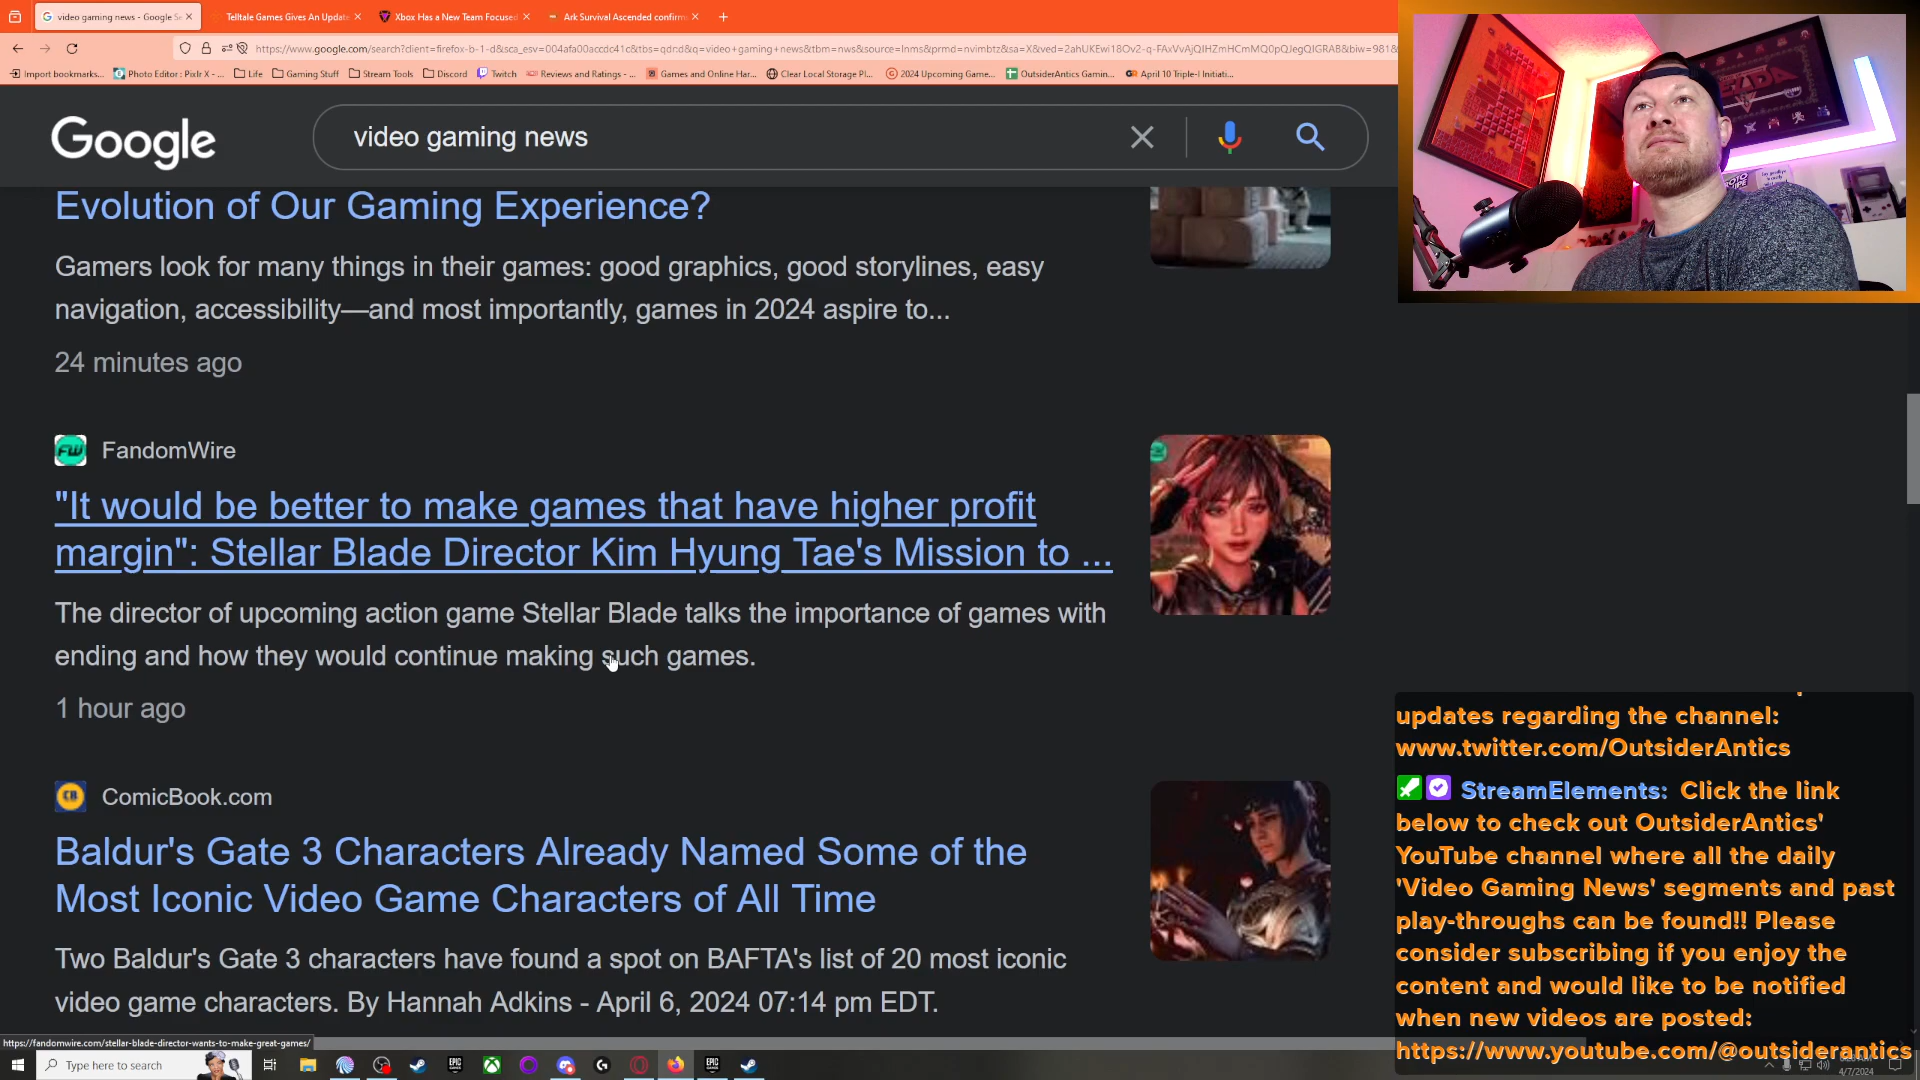 video gaming news - Google Se
Telltale Games Gives An Update
Xbox Has a New Team Focused
Ark Survival Ascended confirm
Import bookmarks...
Photo Editor : Pixlr X - ...
Life
Gaming Stuff
Stream Tools
Discord
Twitch
Reviews and Ratings - ...
Games and Online Har...
Clear Local Storage Pl...
2024 Upcoming Game...
OutsiderAntics Gamin...
April 10 Triple-I Initiati...
Google
video gaming news
Evolution of Our Gaming Experience?
Gamers look for many things in their games: good graphics, good storylines, easy
navigation, accessibility—and most importantly, games in 2024 aspire to...
24 minutes ago
FW FandomWire
"It would be better to make games that have higher profit
margin": Stellar Blade Director Kim Hyung Tae's Mission to ...
The director of upcoming action game Stellar Blade talks the importance of games with
ending and how they would continue making such games.
1 hour ago
CB ComicBook.com
Baldur's Gate 3 Characters Already Named Some of the
Most Iconic Video Game Characters of All Time
Two Baldur's Gate 3 characters have found a spot on BAFTA's list of 20 most iconic
video game characters. By Hannah Adkins - April 6, 2024 07:14 pm EDT.
updates regarding the channel:
www.twitter.com/OutsiderAntics
StreamElements: Click the link
below to check out OutsiderAntics'
YouTube channel where all the daily
'Video Gaming News' segments and past
play-throughs can be found!! Please
consider subscribing if you enjoy the
content and would like to be notified
when new videos are posted:
https://www.youtube.com/@outsiderantics
https://fandomwire.com/stellar-blade-director-wants-to-make-great-games/
Type here to search
4/7/2024